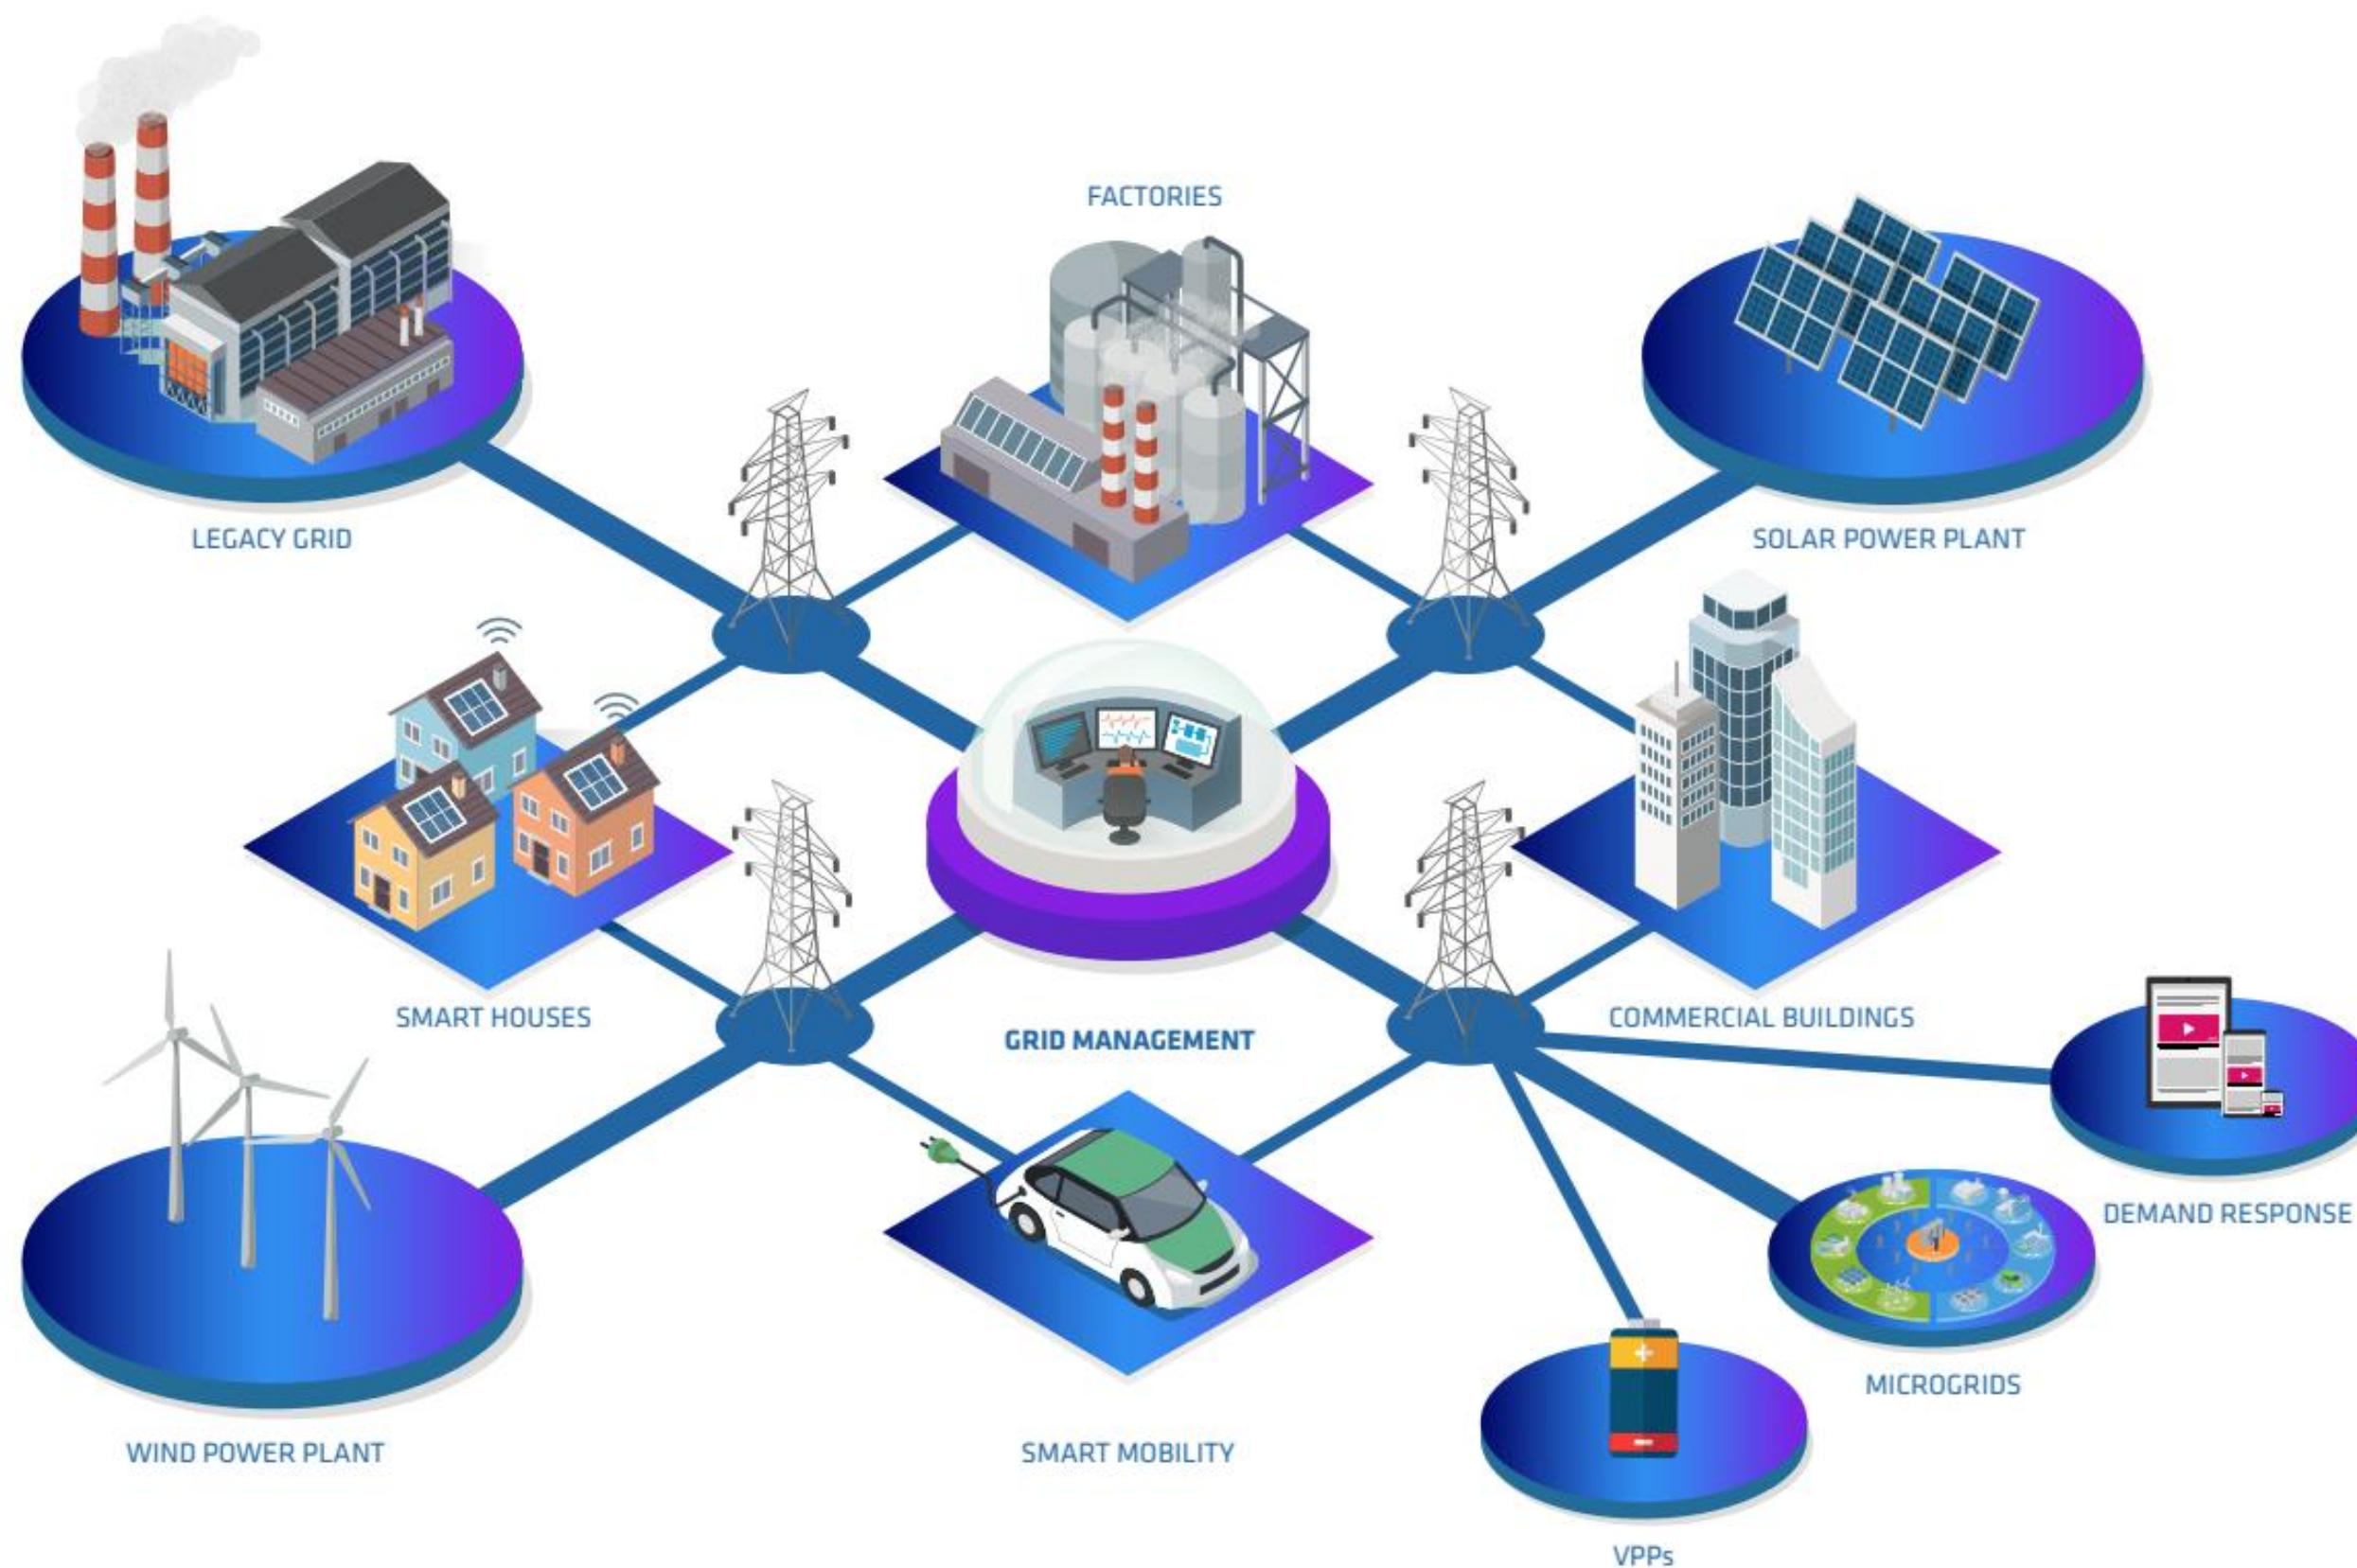 FACTORIES
LEGACY GRID
SOLAR POWER PLANT
SMART HOUSES
COMMERCIAL BUILDINGS
GRID MANAGEMENT
DEMAND RESPONSE
MICROGRIDS
WIND POWER PLANT
SMART MOBILITY
VPPs